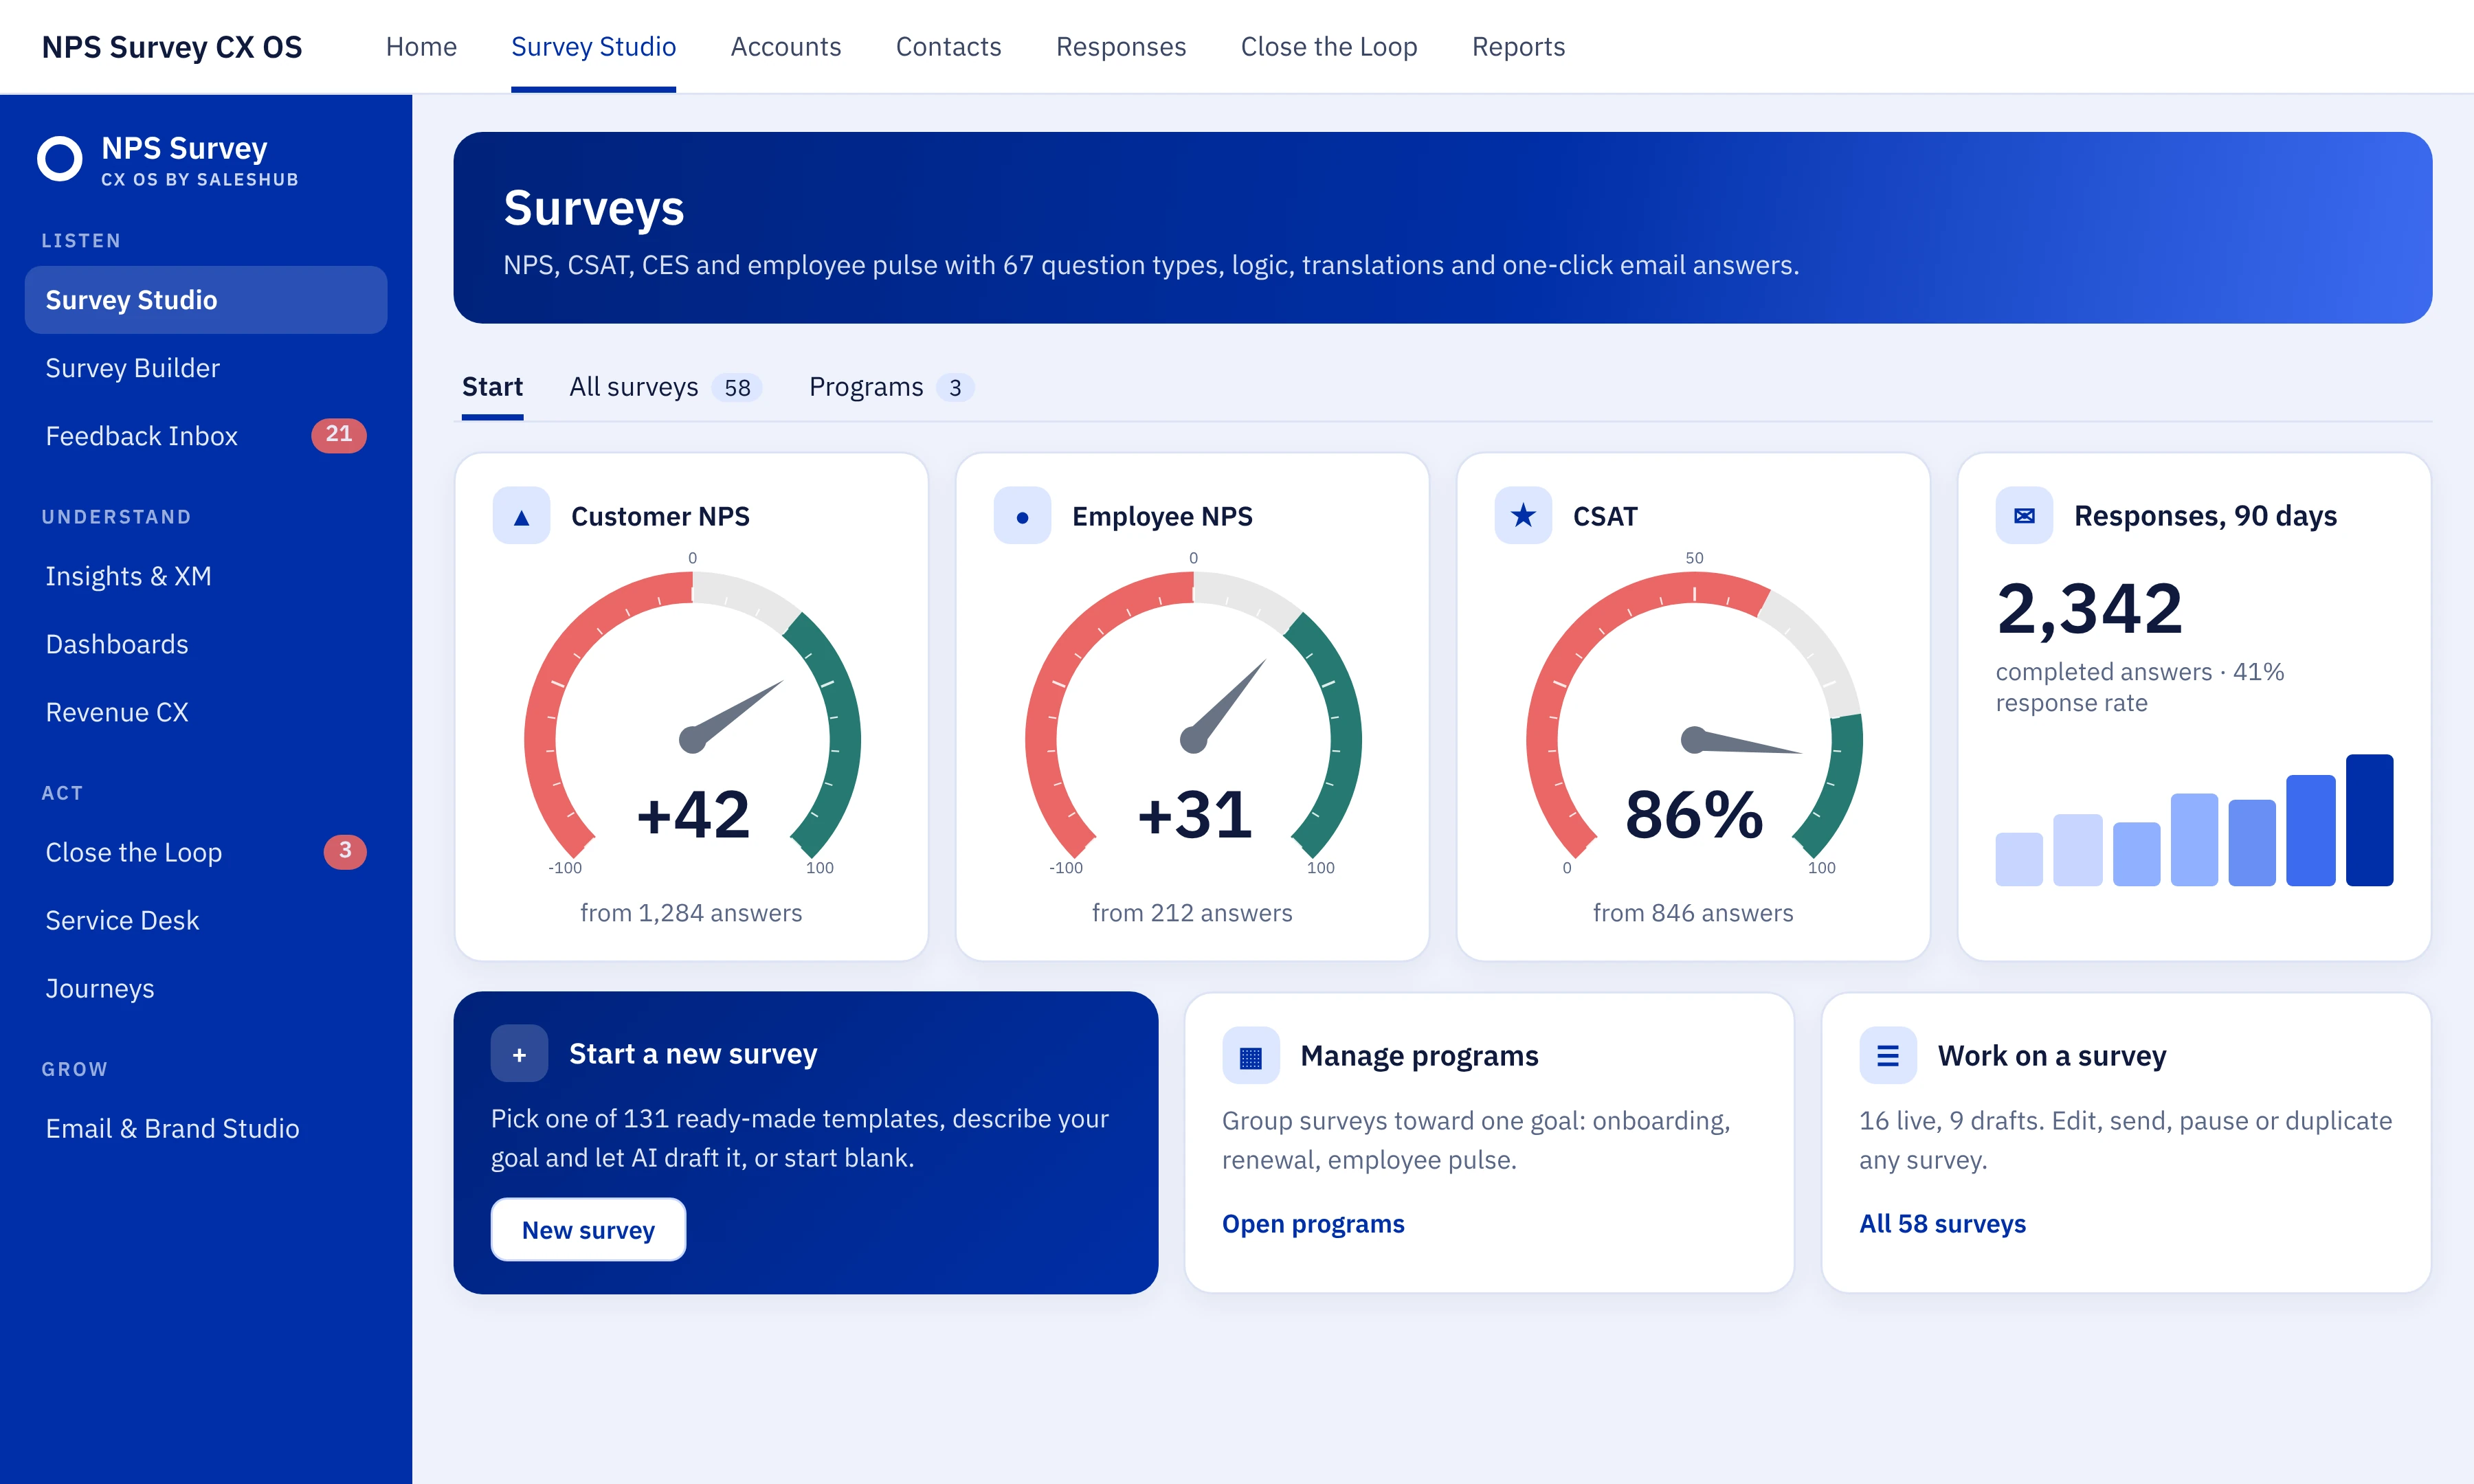 NPS Survey CX OS
Home
Survey Studio
Accounts
Contacts
Responses
Close the Loop
Reports
NPS Survey
CX OS BY SALESHUB
LISTEN
Survey Studio
Survey Builder
Feedback Inbox
21
UNDERSTAND
Insights & XM
Dashboards
Revenue CX
ACT
Close the Loop
3
Service Desk
Journeys
GROW
Email & Brand Studio
Surveys
NPS, CSAT, CES and employee pulse with 67 question types, logic, translations and one-click email answers.
Start
All surveys 58
Programs 3
Customer NPS
0
+42
-100
100
from 1,284 answers
Employee NPS
0
+31
-100
100
from 212 answers
CSAT
50
86%
0
100
from 846 answers
Responses, 90 days
2,342
completed answers · 41%
response rate
+
Start a new survey
Pick one of 131 ready-made templates, describe your
goal and let AI draft it, or start blank.
New survey
Manage programs
Group surveys toward one goal: onboarding,
renewal, employee pulse.
Open programs
Work on a survey
16 live, 9 drafts. Edit, send, pause or duplicate
any survey.
All 58 surveys